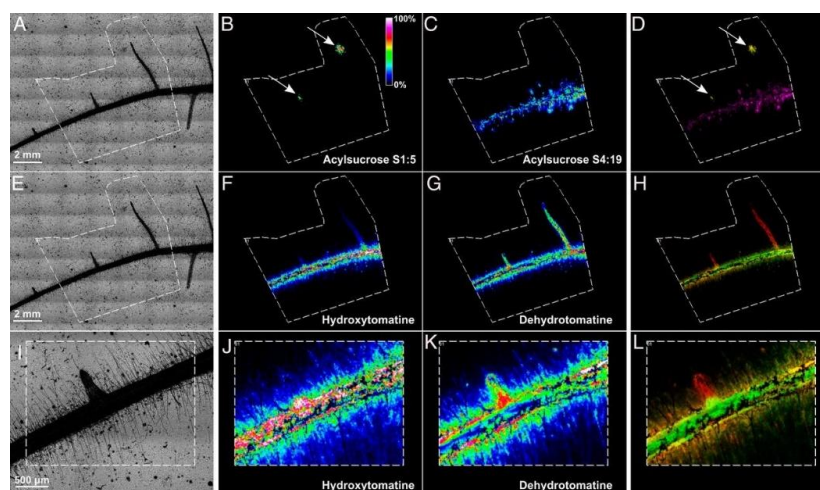 A
B
C
D
100%
0%
2 mm
Acylsucrose S1:5
Acylsucrose S4:19
E
F
G
H
2 mm
Hydroxytomatine
Dehydrotomatine
I
J
K
L
500 µm
Hydroxytomatine
Dehydrotomatine